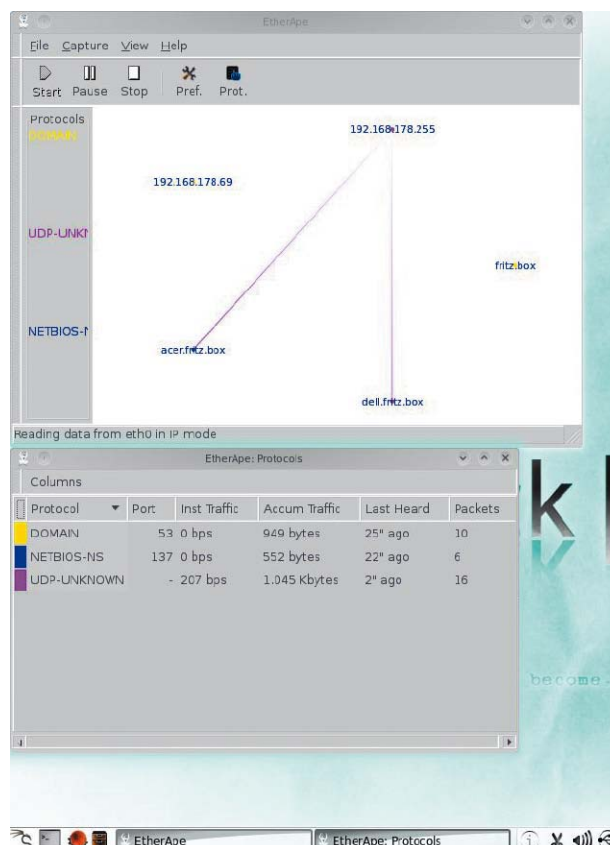 EtherApe
File Capture View Help
Start Pause Stop Pref. Prot.
Protocols
DOMAIN
192.168.178.255
192.168.178.69
UDP-UNK
fritz.box
NETBIOS-
acer.fritz.box
dell.fritz.box
Reading data from eth0 in IP mode
EtherApe: Protocols
Columns
Protocol Port Inst Traffic Accum Traffic Last Heard Packets
DOMAIN 53 0 bps 949 bytes 25" ago 10
NETBIOS-NS 137 0 bps 552 bytes 22" ago 6
UDP-UNKNOWN - 207 bps 1.045 Kbytes 2" ago 16
k
become
EtherApe EtherApe: Protocols